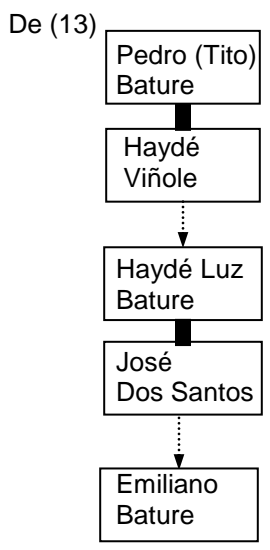 De (13)
Pedro (Tito)
Bature
Haydé
Viñole
Haydé Luz
Bature
José
Dos Santos
Emiliano
Bature